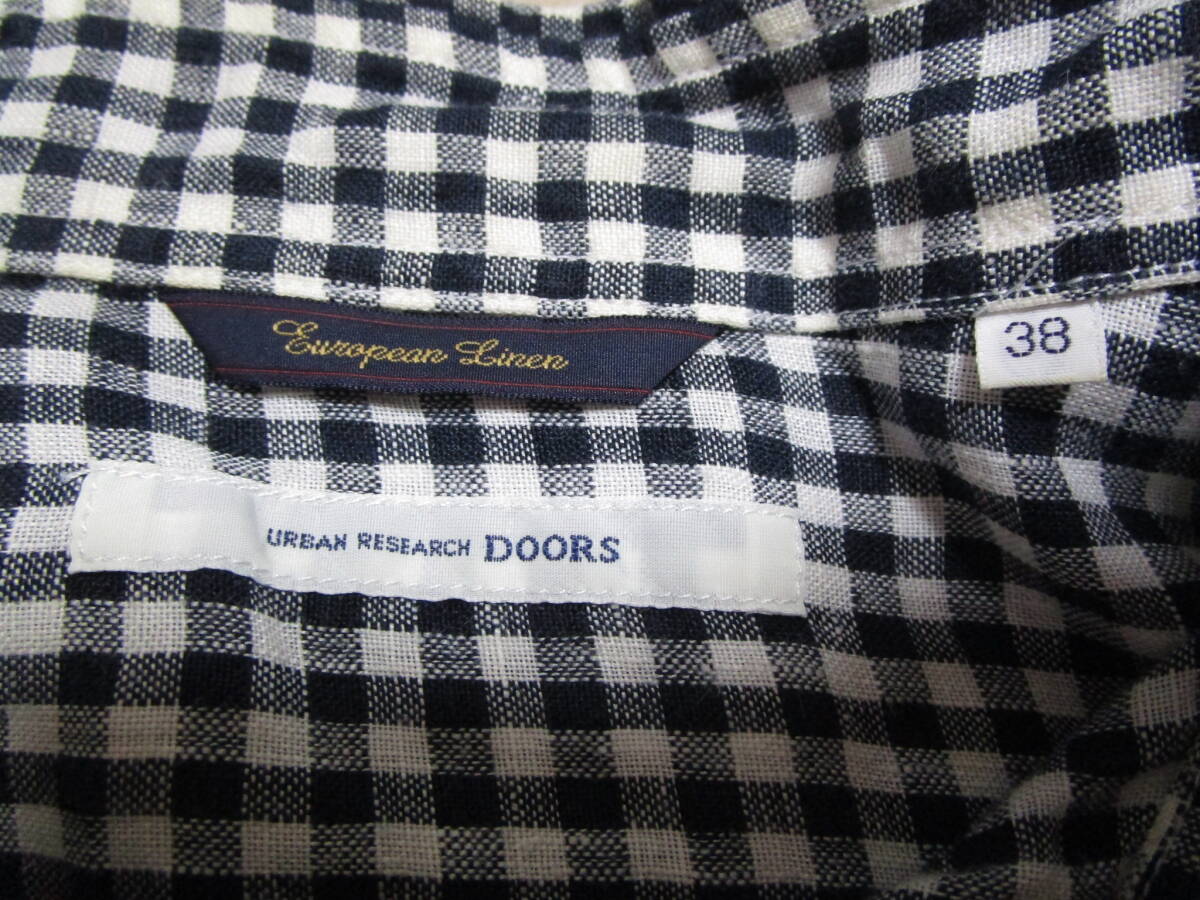 European Linen
38
URBAN RESEARCH DOORS